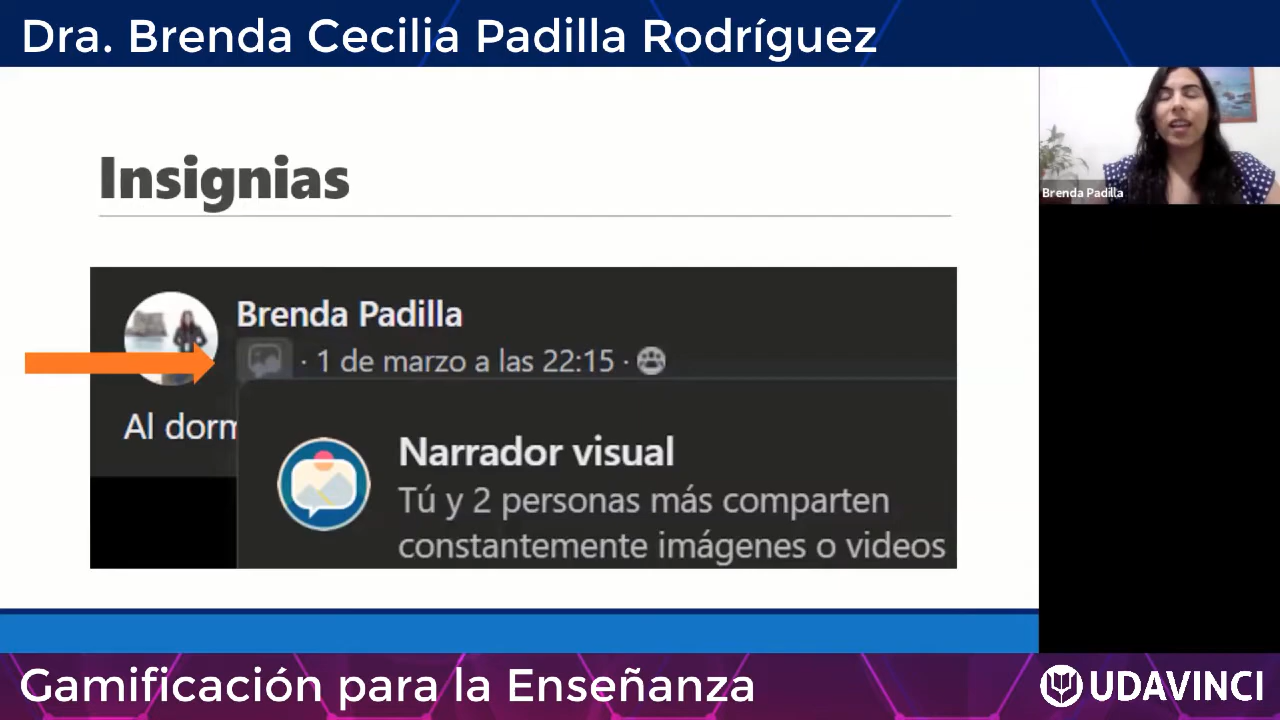 Dra. Brenda Cecilia Padilla Rodríguez
Insignias
Brenda Padilla
· 1 de marzo a las 22:15 ·
Al dorm
Narrador visual
Tú y 2 personas más comparten
constantemente imágenes o videos
Brenda Padilla
Gamificación para la Enseñanza
UDAVINCI